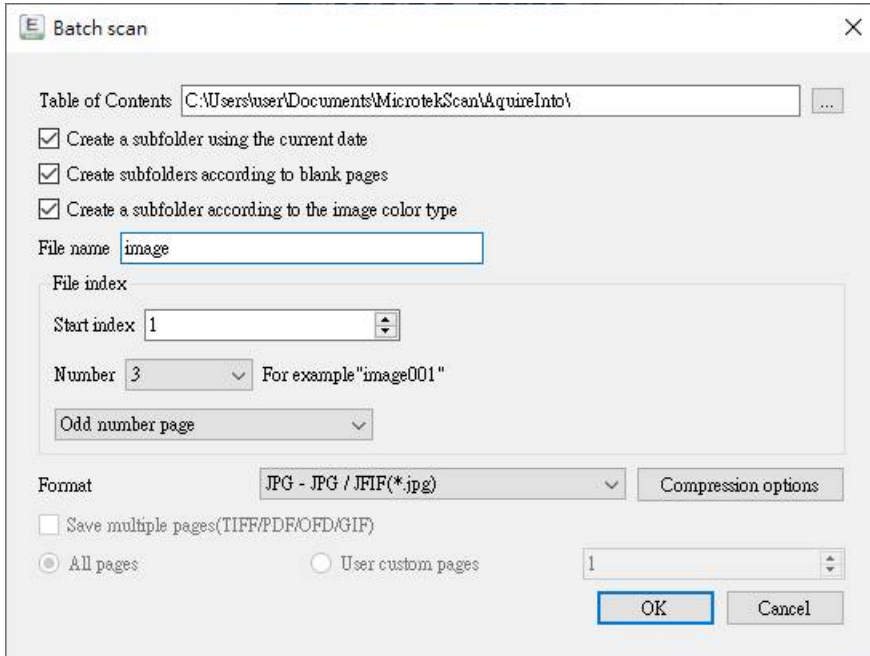 Batch scan
Table of Contents C:\Users\user\Documents\MicrotekScan\AquireInto\ ...
Create a subfolder using the current date
Create subfolders according to blank pages
Create a subfolder according to the image color type
File name image
File index
Start index 1
Number 3 For example"image001"
Odd number page
Format JPG - JPG / JFIF(*.jpg) Compression options
Save multiple pages(TIFF/PDF/OFD/GIF)
All pages User custom pages 1
OK Cancel